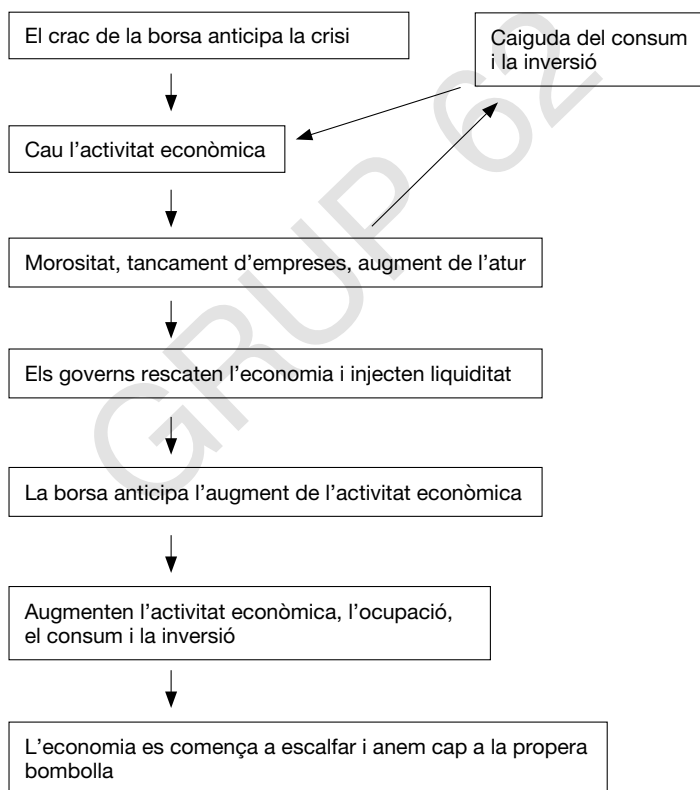 El crac de la borsa anticipa la crisi
Caiguda del consum
i la inversió
Cau l’activitat econòmica
Morositat, tancament d’empreses, augment de l’atur
Els governs rescaten l’economia i injecten liquiditat
La borsa anticipa l’augment de l’activitat econòmica
Augmenten l’activitat econòmica, l’ocupació,
el consum i la inversió
L’economia es comença a escalfar i anem cap a la propera
bombolla
GRUP 62